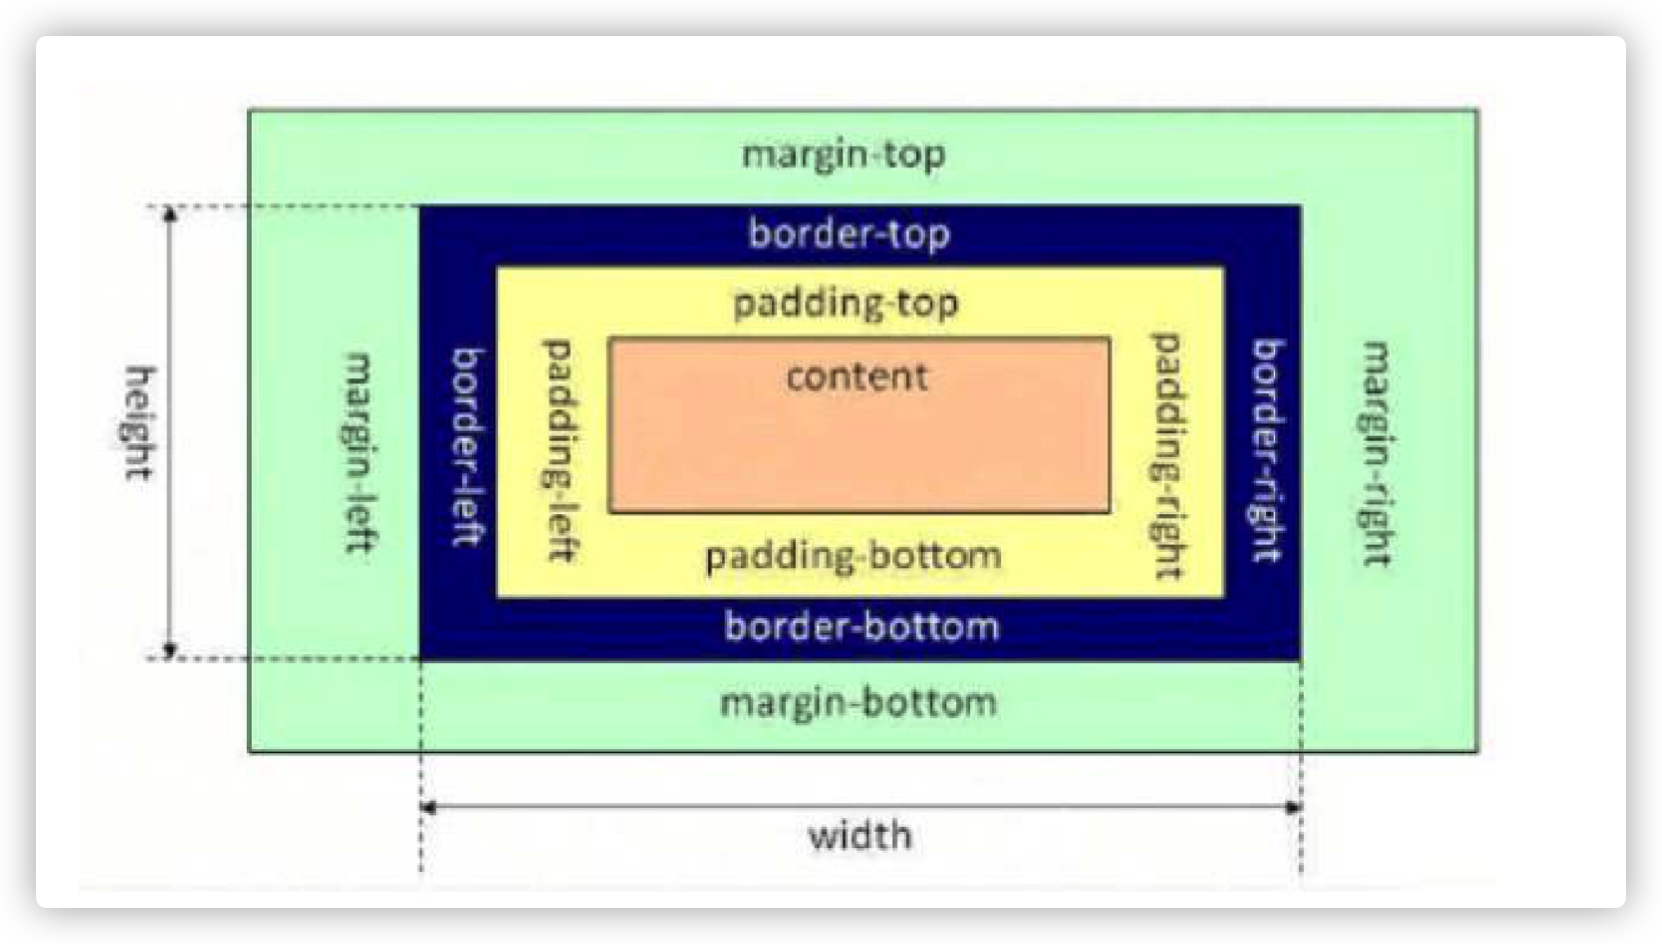 margin-top
border-top
padding-top
content
height
margin-left
border-left
padding-left
padding-right
border-right
margin-right
padding-bottom
border-bottom
margin-bottom
width